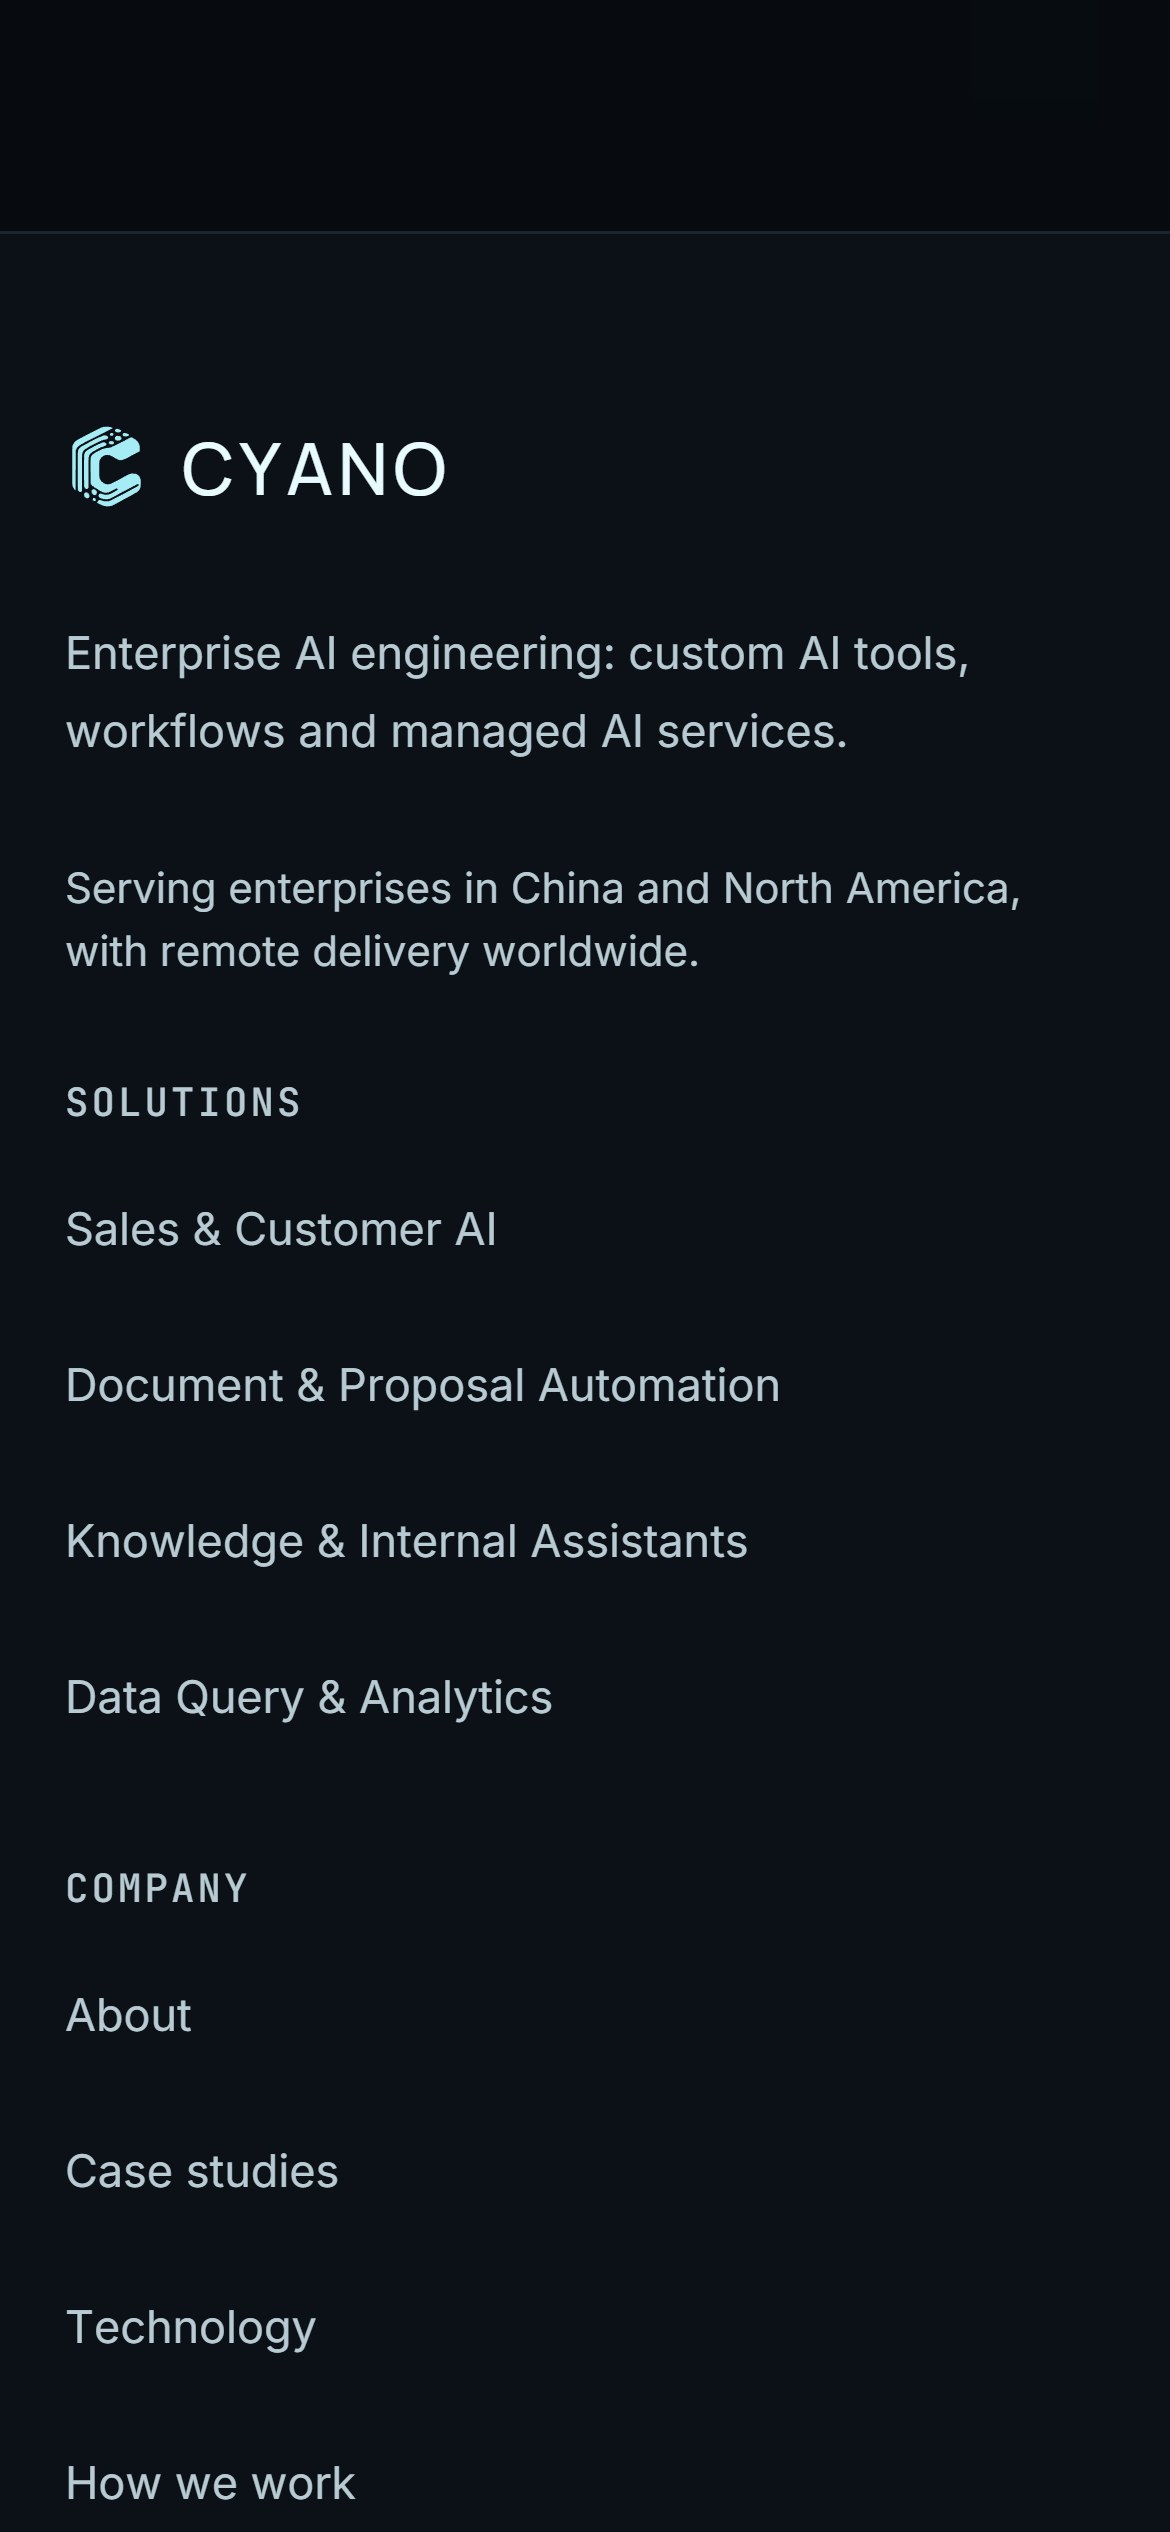 CYANO
Enterprise AI engineering: custom AI tools,
workflows and managed AI services.
Serving enterprises in China and North America,
with remote delivery worldwide.
SOLUTIONS
Sales & Customer AI
Document & Proposal Automation
Knowledge & Internal Assistants
Data Query & Analytics
COMPANY
About
Case studies
Technology
How we work